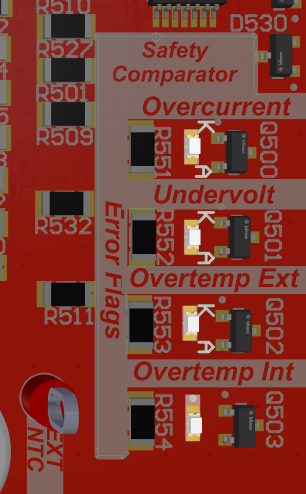 R510
D530
Safety
Comparator
R527
R501
Overcurrent
R509
R551
K
A
Q500
Undervolt
R532
R552
K
A
Q501
Error Flags
Overtemp Ext
R511
R553
K
A
Q502
Overtemp Int
R554
Q503
EXT
NTC